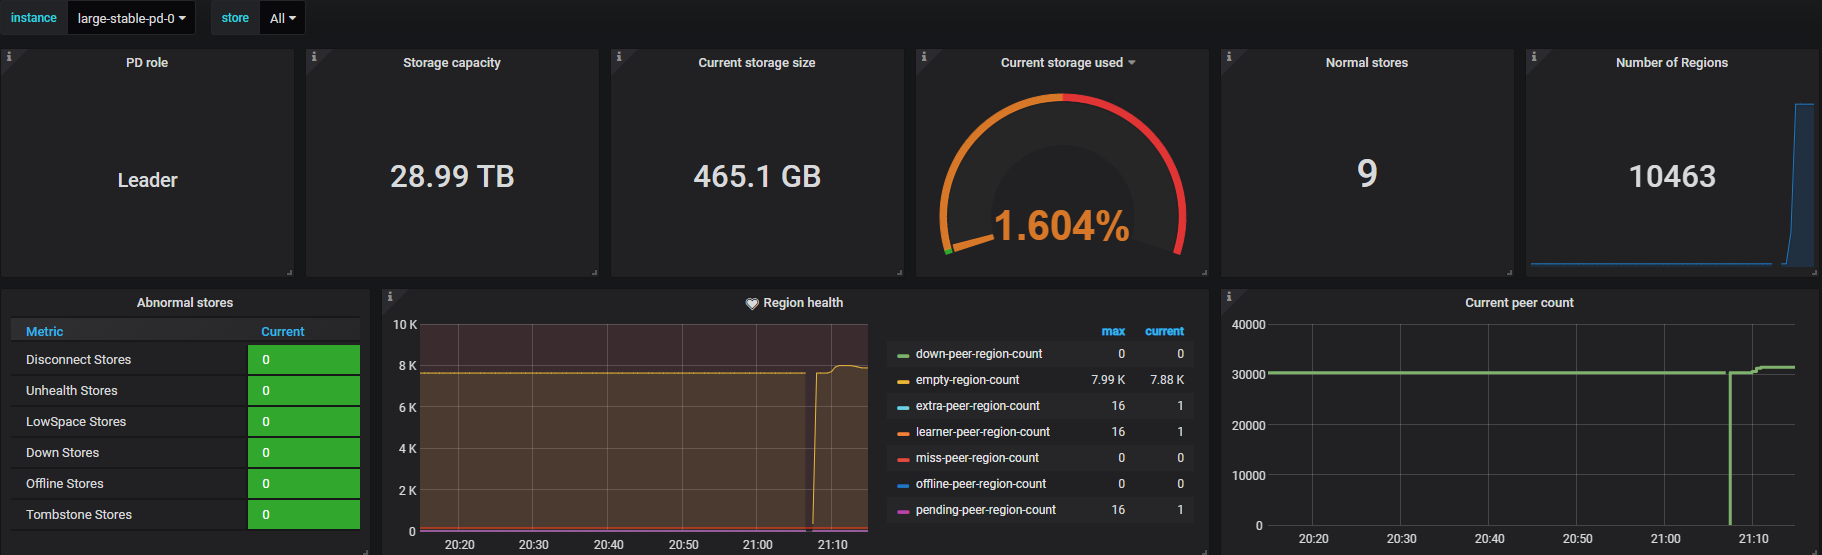 instance large-stable-pd-0 store All
PD role
Leader
Storage capacity
28.99 TB
Current storage size
465.1 GB
Current storage used
1.604%
Normal stores
9
Number of Regions
10463
Abnormal stores
Metric Current
Disconnect Stores 0
Unhealth Stores 0
LowSpace Stores 0
Down Stores 0
Offline Stores 0
Tombstone Stores 0
Region health
10 K
8 K
6 K
4 K
2 K
0
20:20 20:30 20:40 20:50 21:00 21:10
max current
down-peer-region-count 0 0
empty-region-count 7.99 K 7.88 K
extra-peer-region-count 16 1
learner-peer-region-count 16 1
miss-peer-region-count 0 0
offline-peer-region-count 0 0
pending-peer-region-count 16 1
Current peer count
40000
30000
20000
10000
0
20:20 20:30 20:40 20:50 21:00 21:10